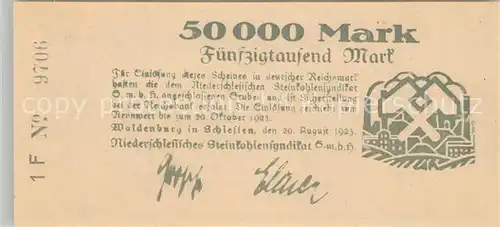 50 000 Mark
Fünfzigtausend Mark
Für Einlösung dieses Scheines in deutscher Reichsmark
haften die dem Niederschlesischen Steinkohlensyndikat
G.m.b.H. angeschlossenen Gruben und ist Sicherstellung
bei der Reichsbank erfolgt. Die Einlösung geschieht zum
Nennwert bis zum 20. Oktober 1923.
Waldenburg in Schlesien, den 20. August 1923.
Niederschlesisches Steinkohlensyndikat G.m.b.H.
1 F No. 9706